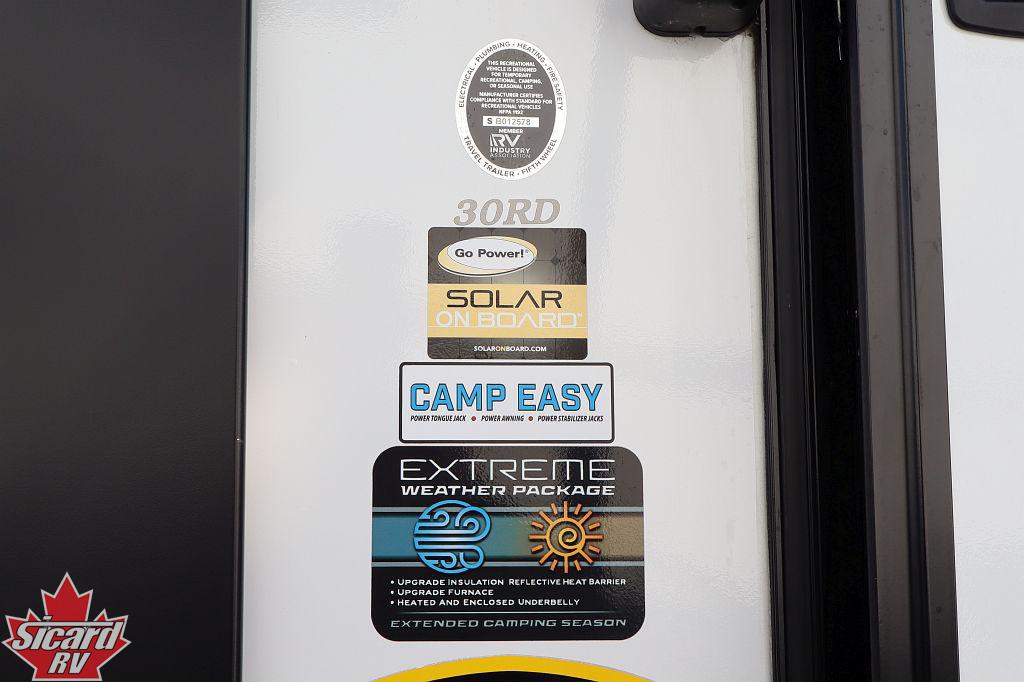 ELECTRICAL • PLUMBING • HEATING • FIRE SAFETY
THIS RECREATIONAL
VEHICLE IS DESIGNED
FOR TEMPORARY
RECREATIONAL, CAMPING,
OR SEASONAL USE
MANUFACTURER CERTIFIES
COMPLIANCE WITH STANDARD FOR
RECREATIONAL VEHICLES
NFPA 1192
S B012578
MEMBER
RV
INDUSTRY
ASSOCIATION
TRAVEL TRAILER • FIFTH WHEEL
30RD
Go Power!®
SOLAR
ON BOARD™
SOLARONBOARD.COM
CAMP EASY
POWER TONGUE JACK • POWER AWNING • POWER STABILIZER JACKS
EXTREME
WEATHER PACKAGE
• UPGRADE INSULATION REFLECTIVE HEAT BARRIER
• UPGRADE FURNACE
• HEATED AND ENCLOSED UNDERBELLY
EXTENDED CAMPING SEASON
Sicard
RV